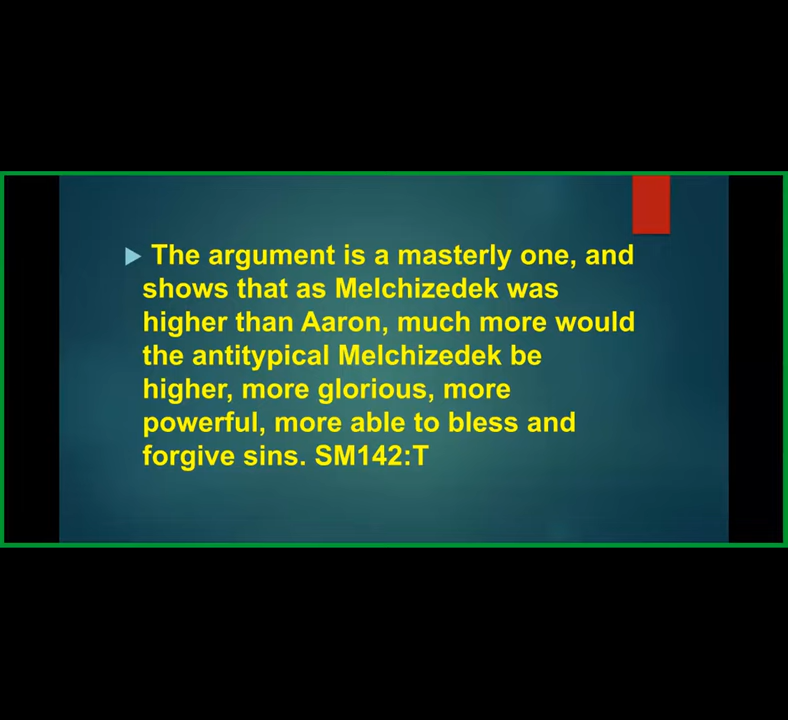 The argument is a masterly one, and
shows that as Melchizedek was
higher than Aaron, much more would
the antitypical Melchizedek be
higher, more glorious, more
powerful, more able to bless and
forgive sins. SM142:T